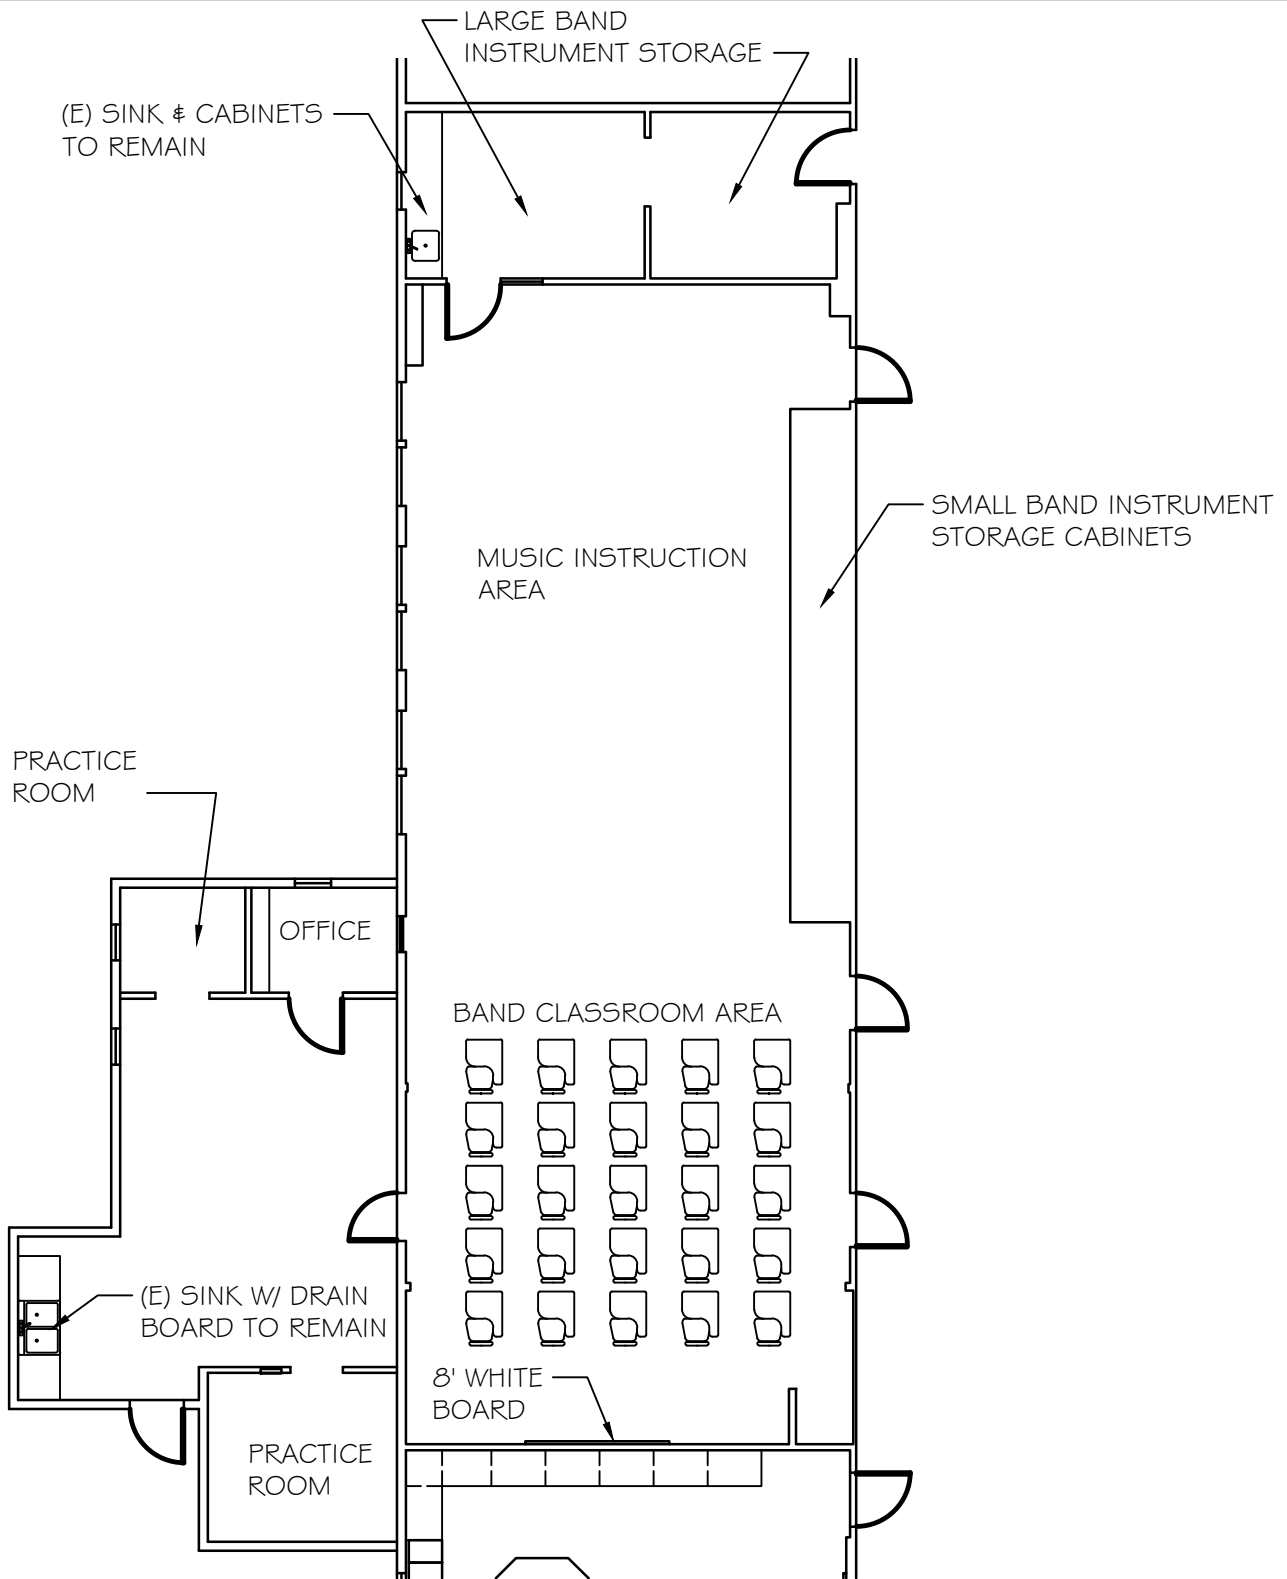 LARGE BAND
INSTRUMENT STORAGE
(E) SINK & CABINETS
TO REMAIN
SMALL BAND INSTRUMENT
STORAGE CABINETS
MUSIC INSTRUCTION
AREA
PRACTICE
ROOM
OFFICE
BAND CLASSROOM AREA
(E) SINK W/ DRAIN
BOARD TO REMAIN
8' WHITE
BOARD
PRACTICE
ROOM